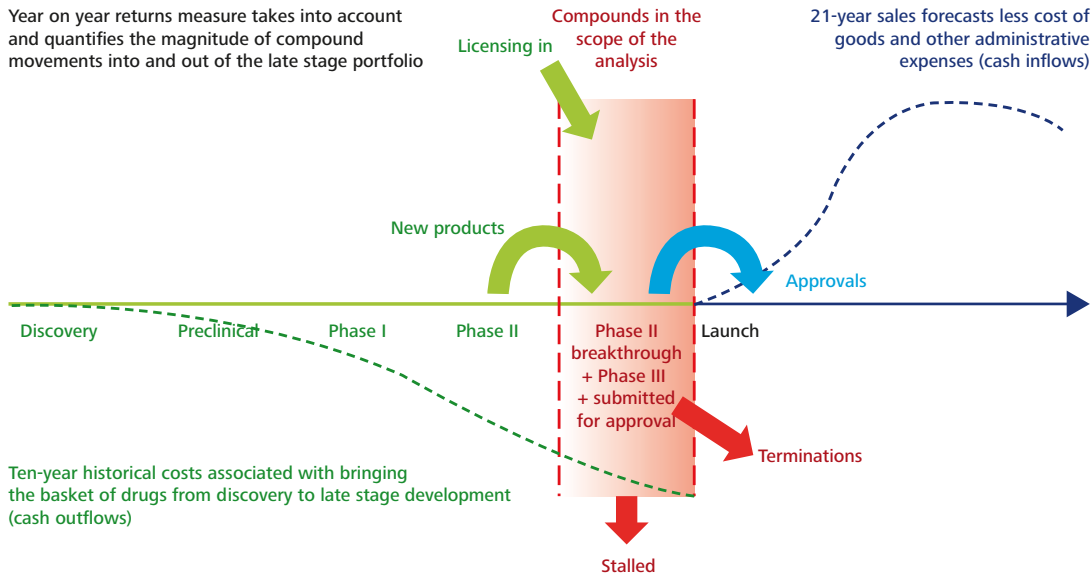 Year on year returns measure takes into account
and quantifies the magnitude of compound
movements into and out of the late stage portfolio
Licensing in
Compounds in the
scope of the
analysis
21-year sales forecasts less cost of
goods and other administrative
expenses (cash inflows)
New products
Approvals
Discovery
Preclinical
Phase I
Phase II
Phase II
breakthrough
+ Phase III
+ submitted
for approval
Launch
Terminations
Ten-year historical costs associated with bringing
the basket of drugs from discovery to late stage development
(cash outflows)
Stalled